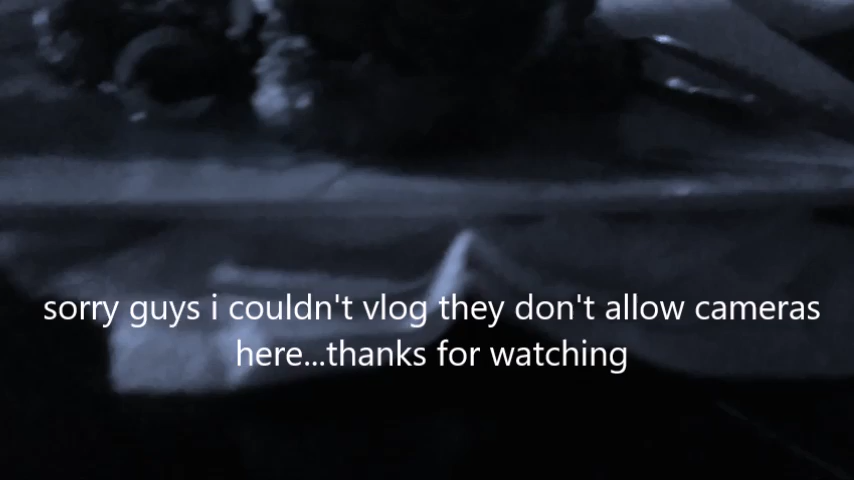 sorry guys i couldn't vlog they don't allow cameras
here...thanks for watching